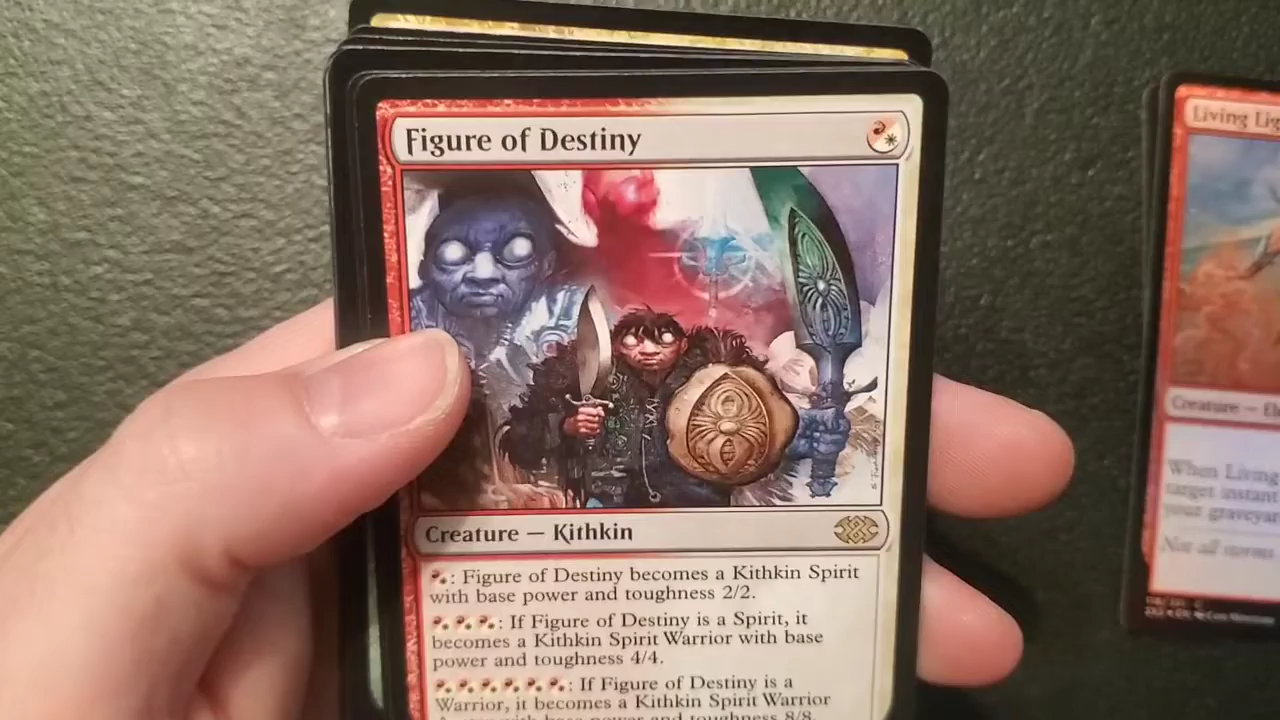 Figure of Destiny
Creature — Kithkin
: Figure of Destiny becomes a Kithkin Spirit
with base power and toughness 2/2.
: If Figure of Destiny is a Spirit, it
becomes a Kithkin Spirit Warrior with base
power and toughness 4/4.
: If Figure of Destiny is a
Warrior, it becomes a Kithkin Spirit Warrior
with base power and toughness 8/8,
Living
Creature —
When Living
target instant
your graveyar
Not all storms